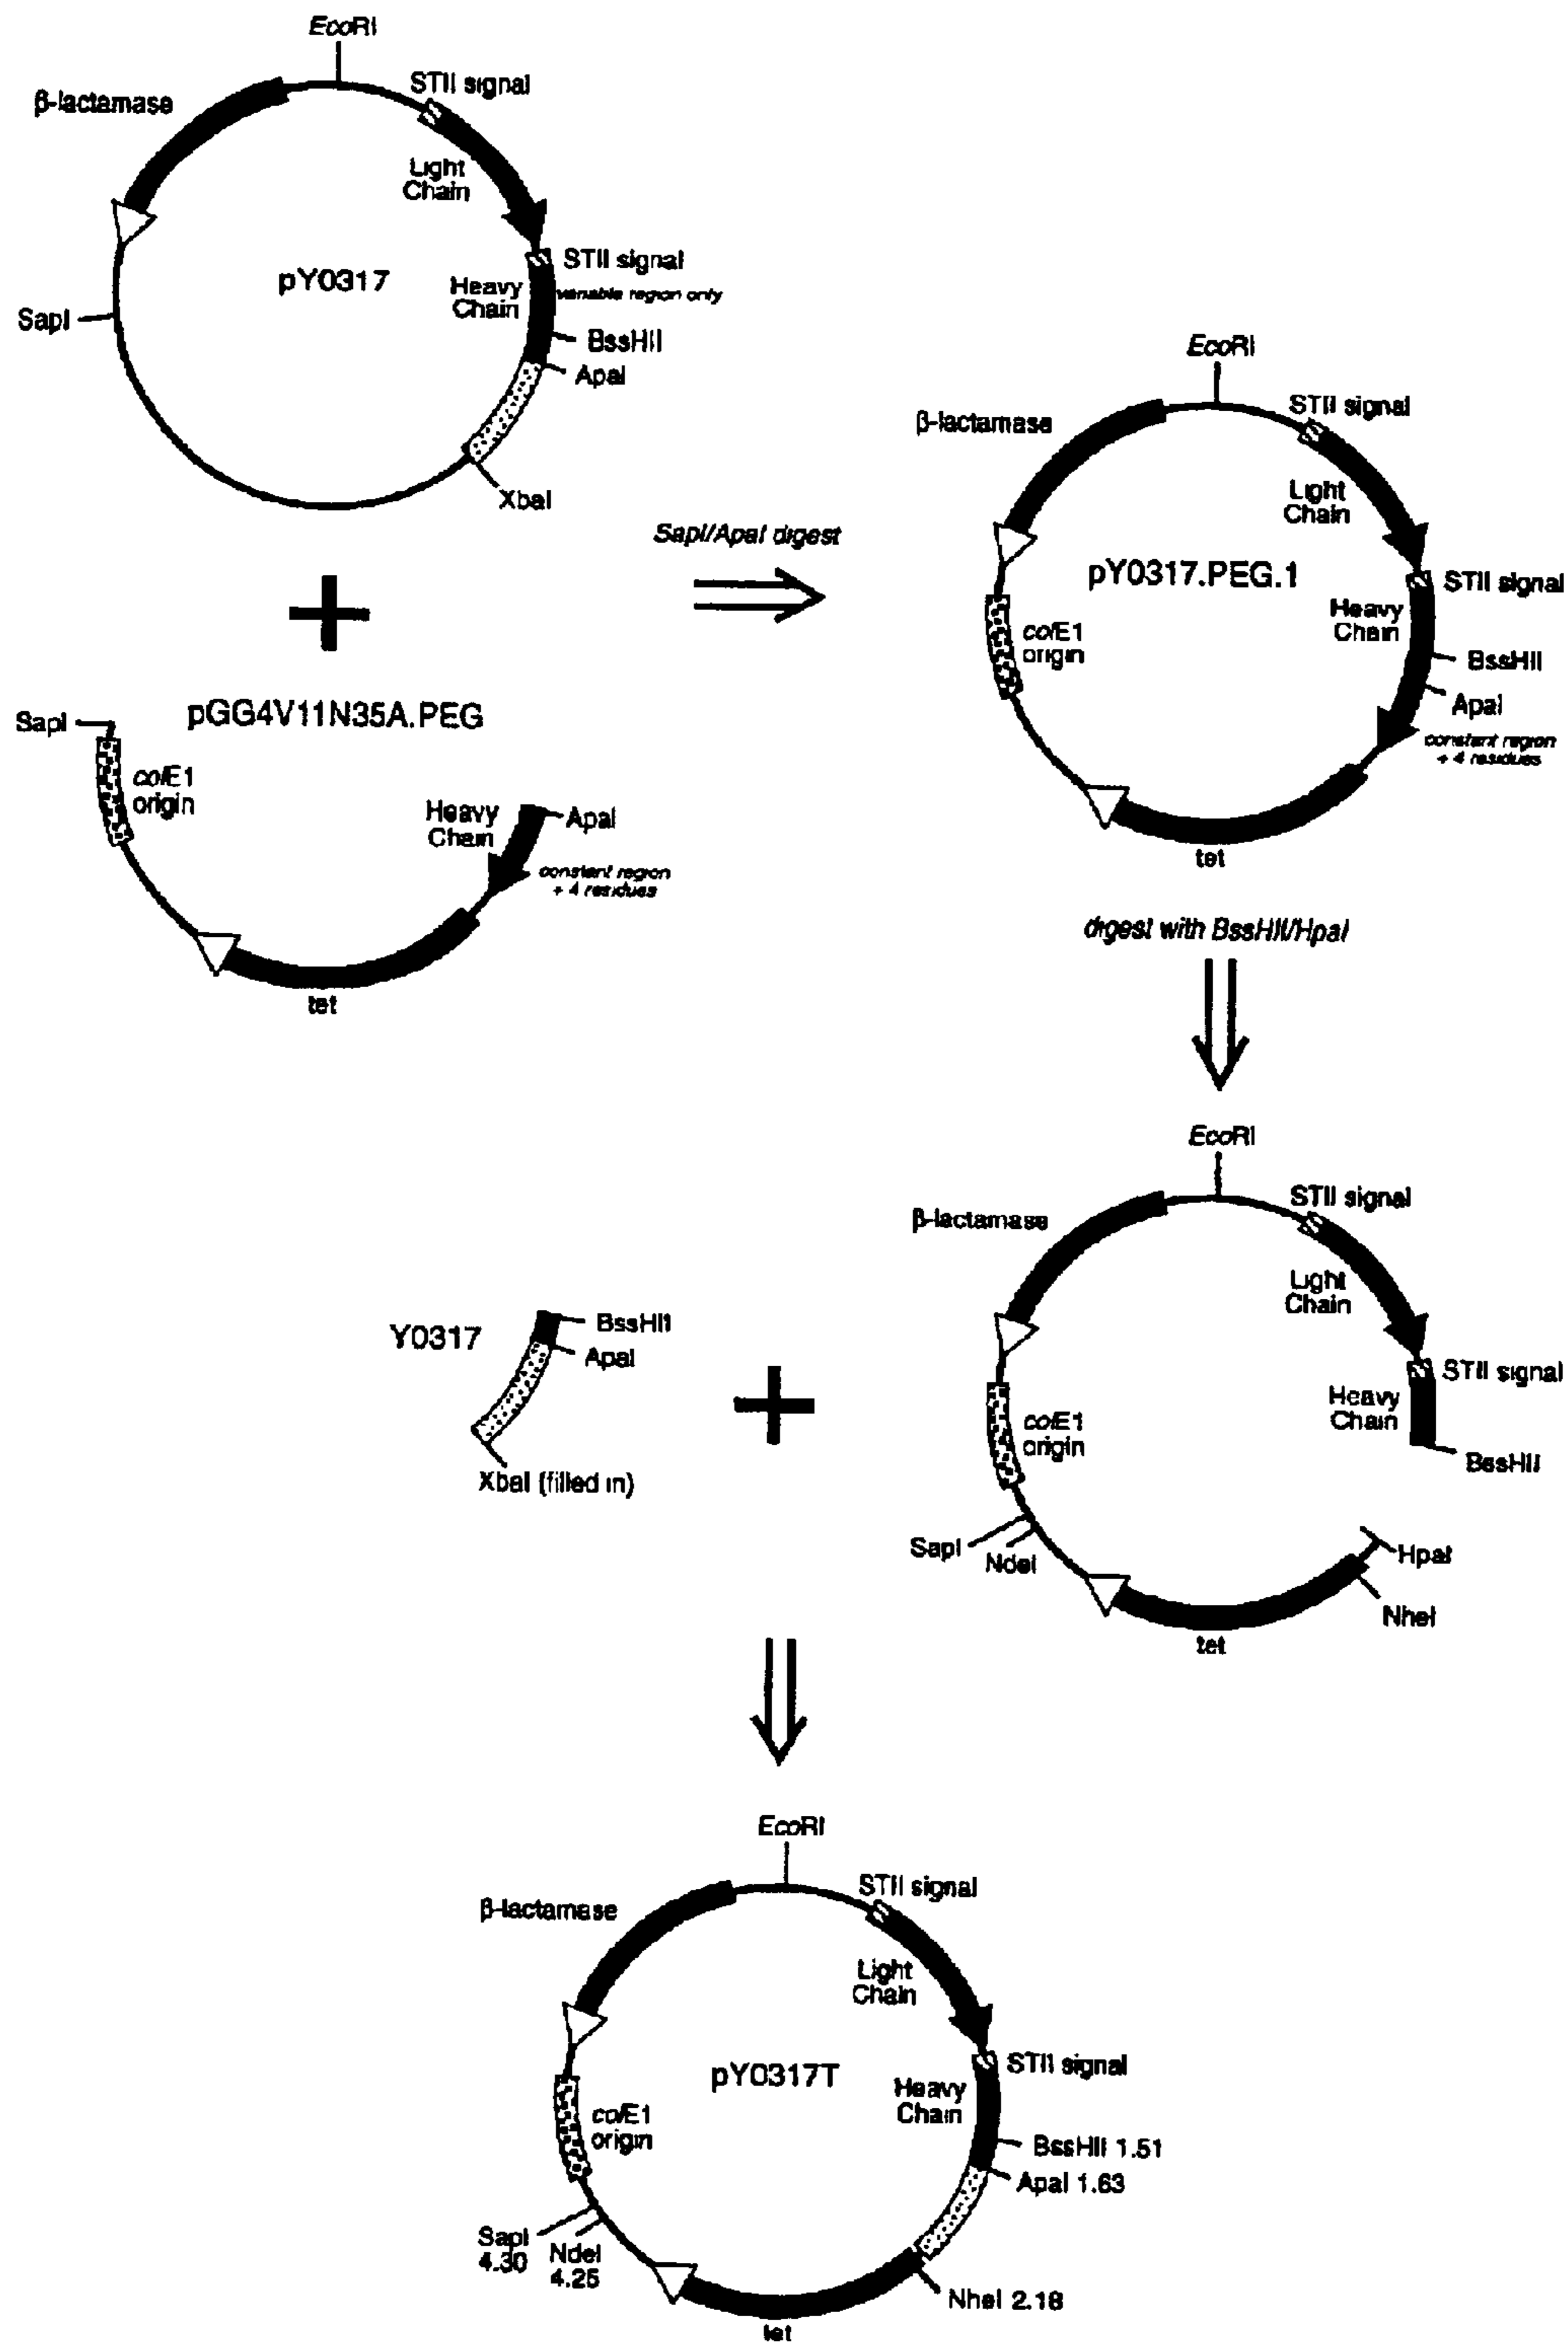 EcoRI
STII signal
β-lactamase
Light
Chain
STII signal
pY0317
Heavy
Chain
variable region only
SapI
BssHII
ApaI
XbaI
+
pGG4V11N35A.PEG
SapI
colE1
origin
Heavy
Chain
ApaI
constant region
+ 4 residues
tet
SapI/ApaI digest
EcoRI
STII signal
β-lactamase
Light
Chain
pY0317.PEG.1
STII signal
colE1
origin
Heavy
Chain
BssHII
ApaI
constant region
+ 4 residues
tet
digest with BssHII/HpaI
Y0317
BssHII
ApaI
XbaI (filled in)
+
EcoRI
STII signal
β-lactamase
Light
Chain
STII signal
Heavy
Chain
colE1
origin
BssHII
SapI
NdeI
HpaI
NheI
tet
EcoRI
STII signal
β-lactamase
Light
Chain
pY0317T
STII signal
Heavy
Chain
colE1
origin
BssHII 1.51
ApaI 1.63
SapI
4.30
NdeI
4.25
NheI 2.18
tet